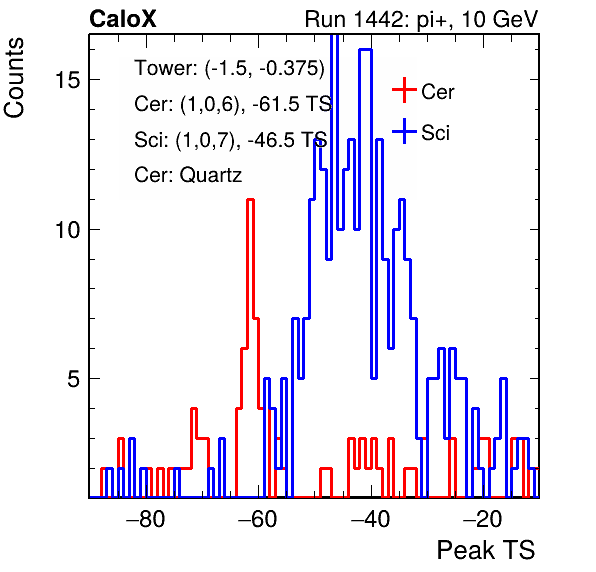 CaloX
Run 1442: pi+, 10 GeV
Counts
15
10
5
Tower: (-1.5, -0.375)
Cer: (1,0,6), -61.5 TS
Sci: (1,0,7), -46.5 TS
Cer: Quartz
Cer
Sci
−80
−60
−40
−20
Peak TS